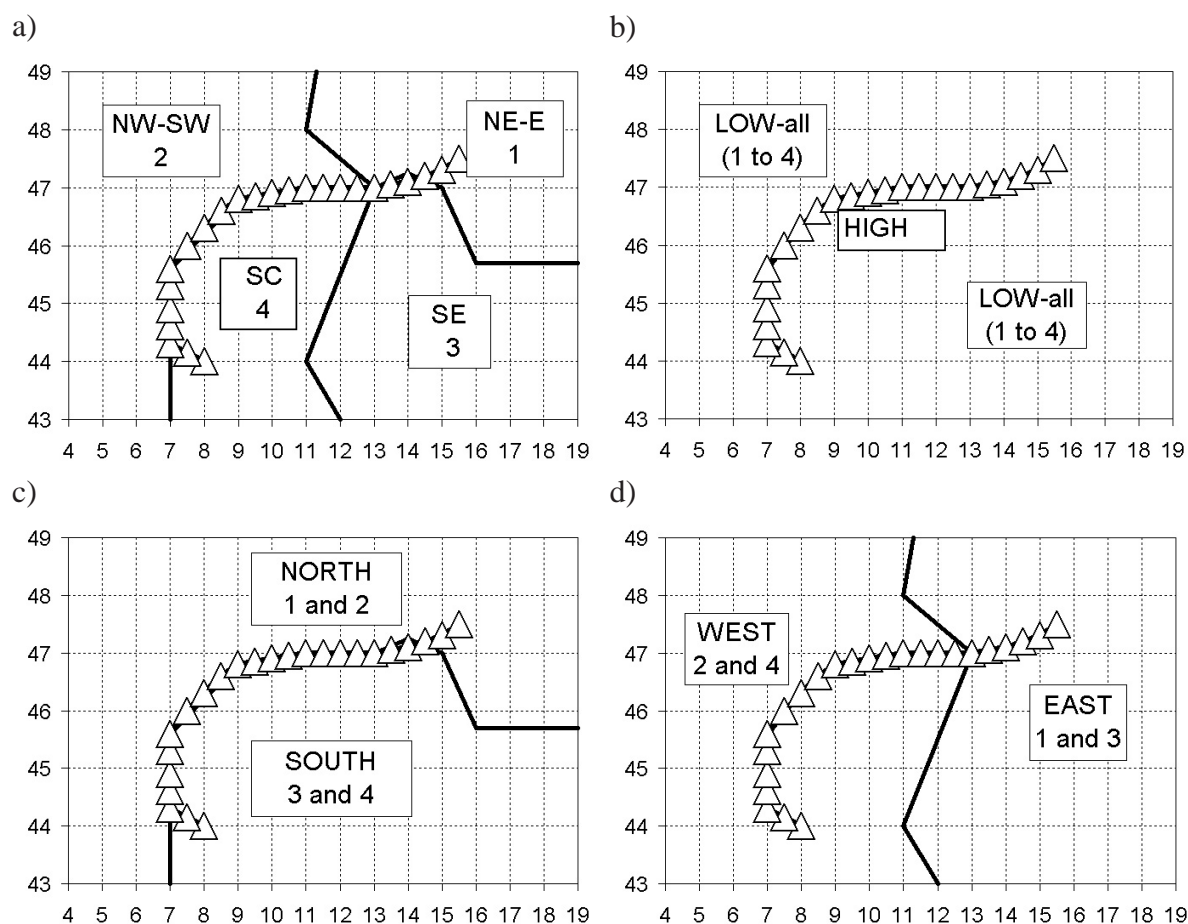 a)
49
48
47
46
45
44
43
4 5 6 7 8 9 10 11 12 13 14 15 16 17 18 19
NW-SW
2
NE-E
1
SC
4
SE
3
b)
49
48
47
46
45
44
43
4 5 6 7 8 9 10 11 12 13 14 15 16 17 18 19
LOW-all
(1 to 4)
HIGH
LOW-all
(1 to 4)
c)
49
48
47
46
45
44
43
4 5 6 7 8 9 10 11 12 13 14 15 16 17 18 19
NORTH
1 and 2
SOUTH
3 and 4
d)
49
48
47
46
45
44
43
4 5 6 7 8 9 10 11 12 13 14 15 16 17 18 19
WEST
2 and 4
EAST
1 and 3